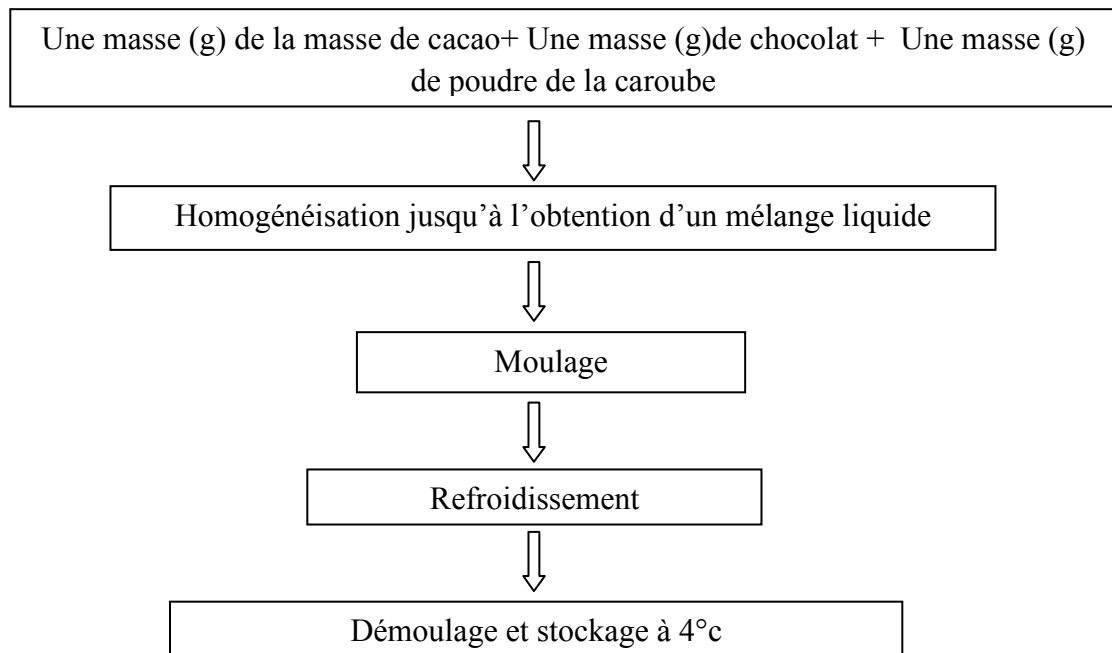 Une masse (g) de la masse de cacao+ Une masse (g)de chocolat + Une masse (g)
de poudre de la caroube
Homogénéisation jusqu’à l’obtention d’un mélange liquide
Moulage
Refroidissement
Démoulage et stockage à 4°c